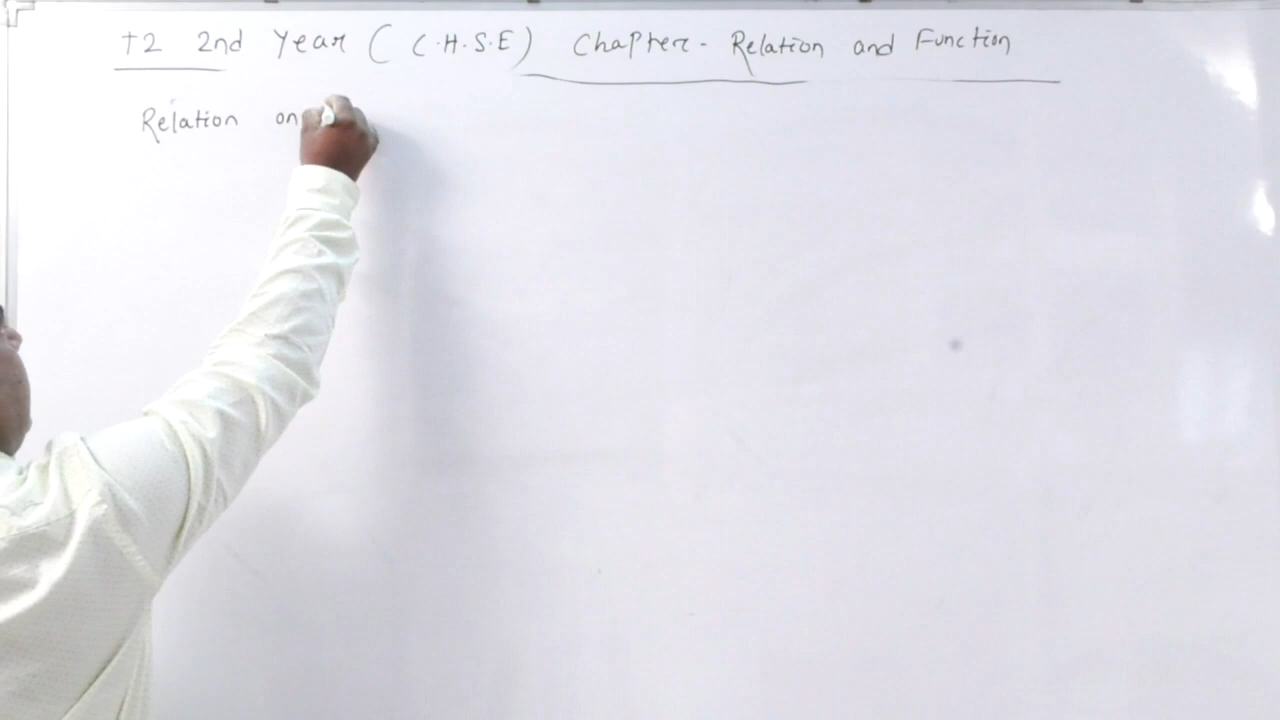 +2 2nd Year ( C.H.S.E) Chapter - Relation and Function
Relation on